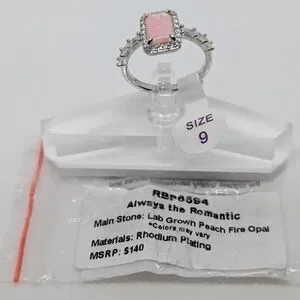 SIZE
9
RBP6594
Always the Romantic
Main Stone: Lab Grown Peach Fire Opal
*Colors may vary
Materials: Rhodium Plating
MSRP: $140